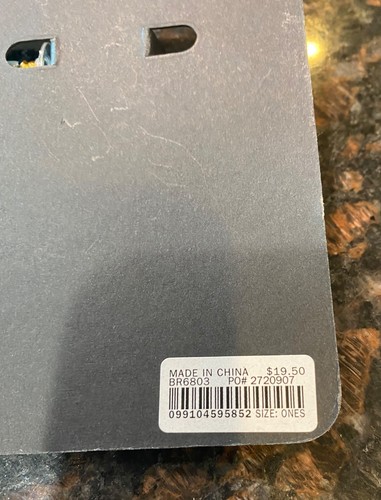 MADE IN CHINA $19.50
BR6803 PO# 2720907
099104595852 SIZE: ONES